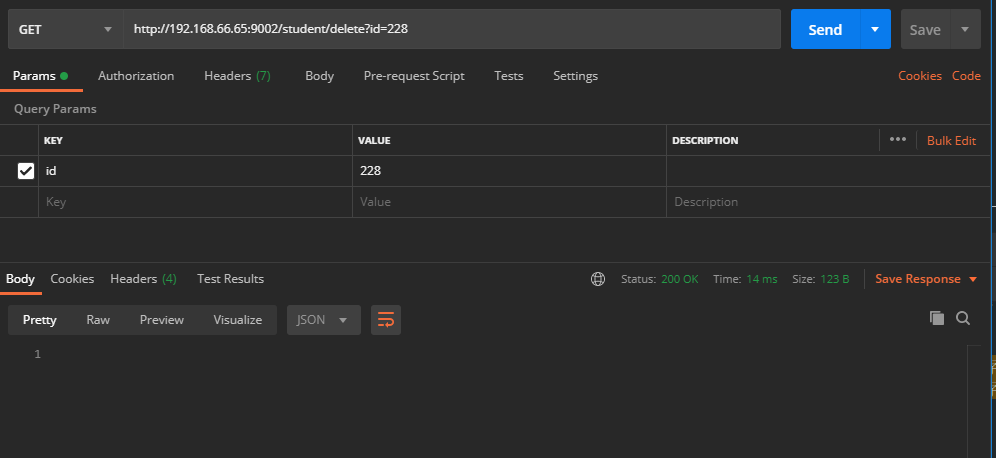 GET http://192.168.66.65:9002/student/delete?id=228 Send Save
Params Authorization Headers (7) Body Pre-request Script Tests Settings Cookies Code
Query Params
KEY VALUE DESCRIPTION ••• Bulk Edit
id 228
Key Value Description
Body Cookies Headers (4) Test Results Status: 200 OK Time: 14 ms Size: 123 B Save Response
Pretty Raw Preview Visualize JSON
1